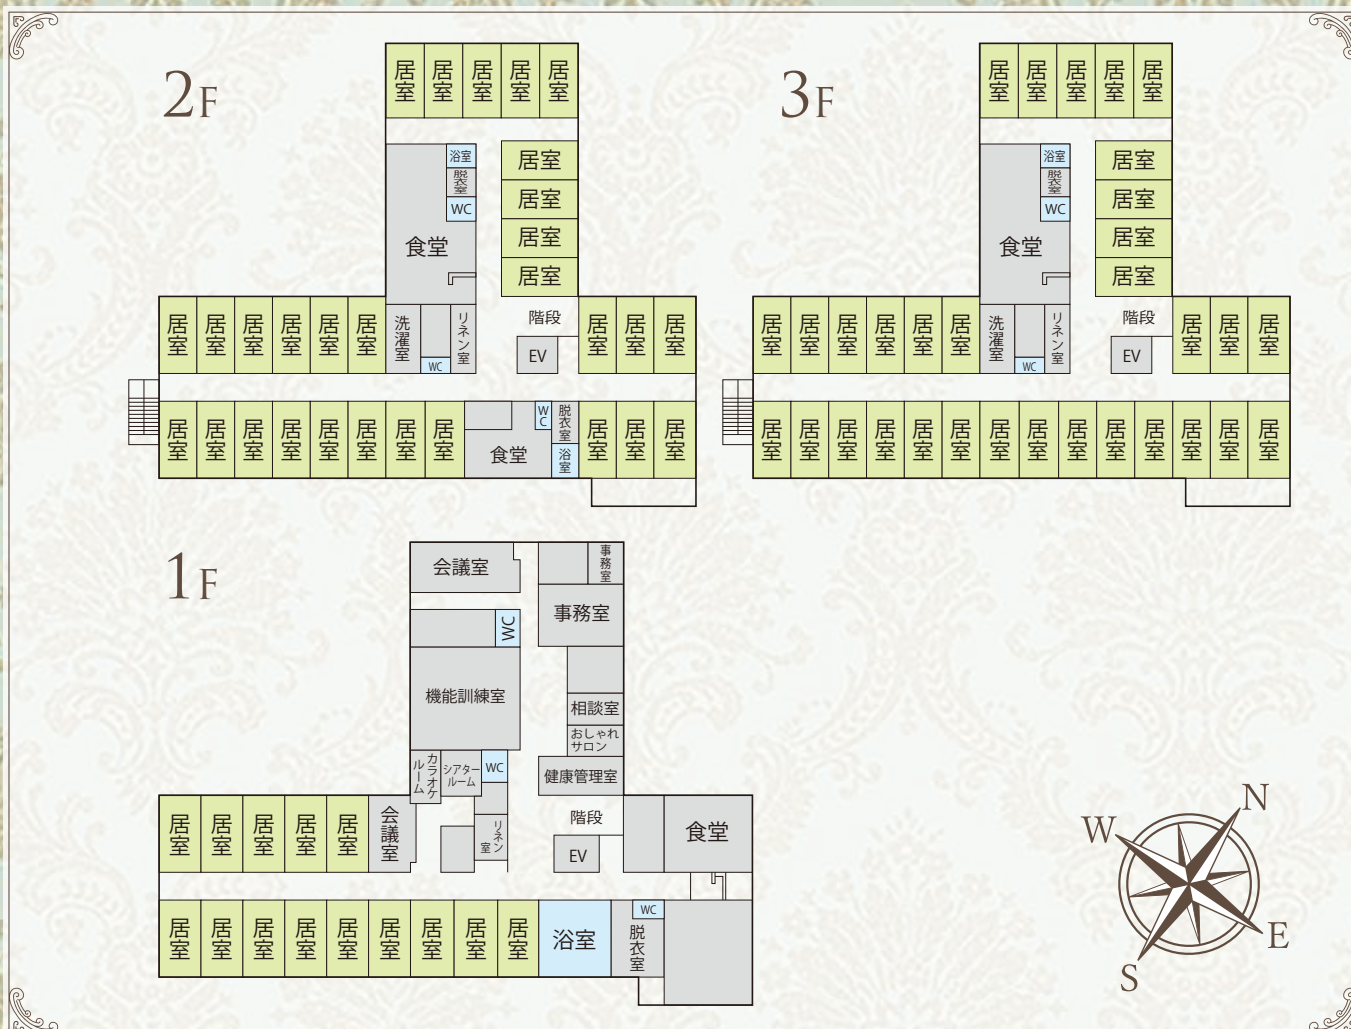 2F
居室 居室 居室 居室 居室
浴室
居室
脱衣室
居室
WC
食堂
居室
居室
居室 居室 居室 居室 居室 居室
洗濯室
リネン室
階段
居室 居室 居室
WC
EV
居室 居室 居室 居室 居室 居室 居室 居室
食堂
WC
脱衣室
浴室
居室 居室 居室
3F
居室 居室 居室 居室 居室
浴室
居室
脱衣室
居室
WC
食堂
居室
居室
居室 居室 居室 居室 居室 居室
洗濯室
リネン室
階段
居室 居室 居室
WC
EV
居室 居室 居室 居室 居室 居室 居室 居室 居室 居室 居室 居室 居室 居室
1F
会議室
事務室
事務室
WC
機能訓練室
相談室
おしゃれ
サロン
カラオケ
ルーム
シアター
ルーム
WC
健康管理室
居室 居室 居室 居室 居室
会議室
リネン
室
階段
EV
食堂
居室 居室 居室 居室 居室 居室 居室 居室 居室
浴室
WC
脱衣室
N
W
E
S